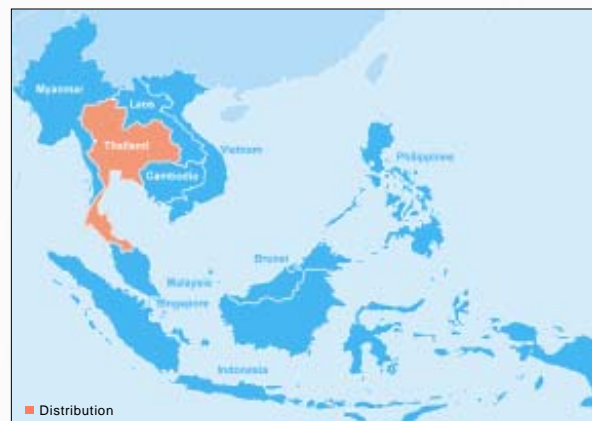 Myanmar
Laos
Thailand
Vietnam
Cambodia
Philippines
Brunei
Malaysia
Singapore
Indonesia
Distribution